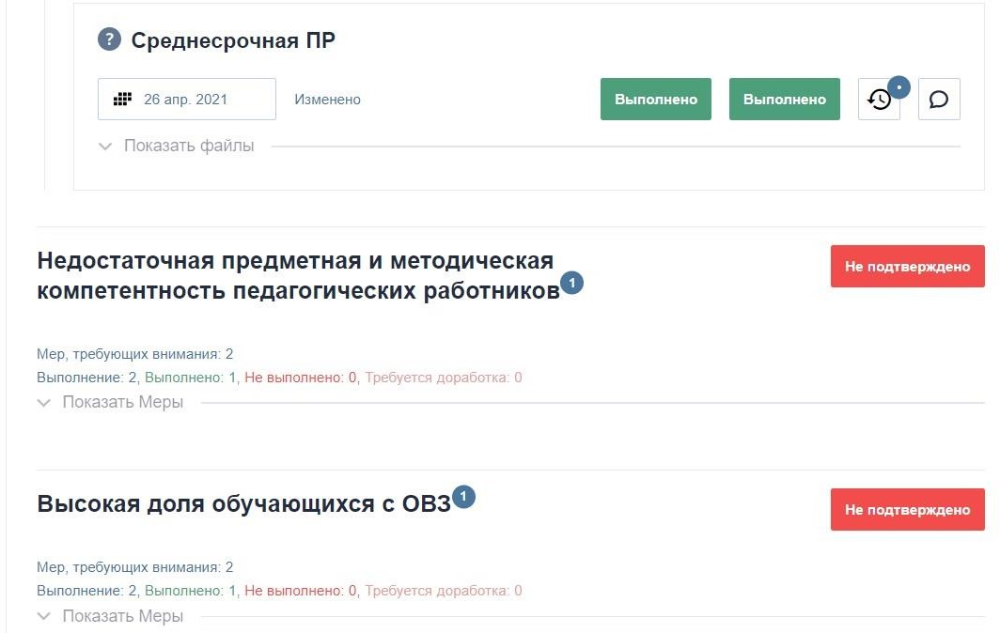 ? Среднесрочная ПР
26 апр. 2021 Изменено Выполнено Выполнено
Показать файлы
Недостаточная предметная и методическая
компетентность педагогических работников 1
Не подтверждено
Мер, требующих внимания: 2
Выполнение: 2, Выполнено: 1, Не выполнено: 0, Требуется доработка: 0
Показать Меры
Высокая доля обучающихся с ОВЗ 1
Не подтверждено
Мер, требующих внимания: 2
Выполнение: 2, Выполнено: 1, Не выполнено: 0, Требуется доработка: 0
Показать Меры